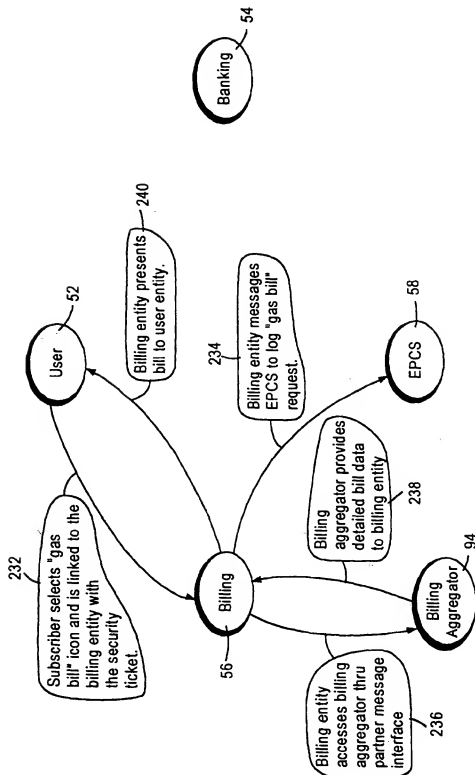 232
Subscriber selects "gas
bill" icon and is linked to the
billing entity with
the security
ticket.
User
52
Billing entity presents
bill to user entity.
240
Banking
54
Billing
56
234
Billing entity messages
EPCS to log "gas bill"
request.
Billing entity
accesses billing
aggregator thru
partner message
interface
236
Billing
aggregator provides
detailed bill data
to billing entity
238
Billing
Aggregator
94
EPCS
58